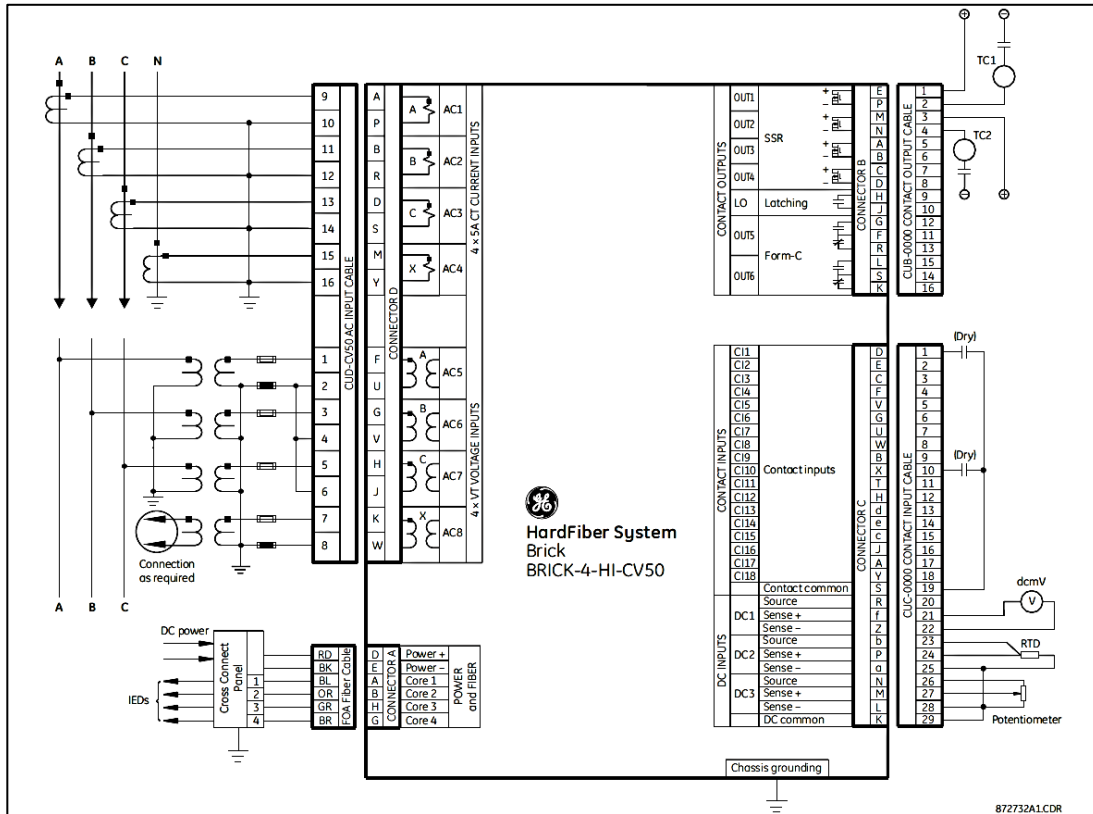 A B C N
CUD-CV50 AC INPUT CABLE
9
10
11
12
13
14
15
16
1
2
3
4
5
6
7
8
CONNECTOR D
A A AC1
P
B B AC2
R
D C AC3
S
M X AC4
Y
4 × 5A CT CURRENT INPUTS
F A AC5
U
G B AC6
V
H C AC7
J
K X AC8
W
4 × VT VOLTAGE INPUTS
Connection
as required
A B C
DC power
IEDs
Cross Connect
Panel
1
2
3
4
FOA Fiber Cable
RD
BK
BL
OR
GR
BR
CONNECTOR A
D Power +
E Power –
A Core 1
B Core 2
H Core 3
G Core 4
POWER
and FIBER
GE
HardFiber System
Brick
BRICK-4-HI-CV50
CONTACT OUTPUTS
OUT1 + –
OUT2 + –
OUT3 + –
OUT4 + –
SSR
LO Latching
OUT5
OUT6
Form-C
CONNECTOR B
CUB-0000 CONTACT OUTPUT CABLE
E 1
P 2
M 3
N 4
A 5
B 6
C 7
D 8
H 9
J 10
G 12
F 11
R 13
L 15
S 14
K 16
+ – TC1
TC2
– +
CONTACT INPUTS
Contact inputs
CONNECTOR C
CUC-0000 CONTACT INPUT CABLE
CI1 D 1
CI2 E 2
CI3 C 3
CI4 F 4
CI5 V 5
CI6 G 6
CI7 U 7
CI8 W 8
CI9 B 9
CI10 X 10
CI11 T 11
CI12 H 12
CI13 d 13
CI14 e 14
CI15 c 15
CI16 J 16
CI17 A 17
CI18 Y 18
Contact common S 19
DC INPUTS
DC1
Source R 20
Sense + f 21
Sense – Z 22
DC2
Source b 23
Sense + P 24
Sense – a 25
DC3
Source N 26
Sense + M 27
Sense – L 28
DC common K 29
(Dry)
(Dry)
dcmV
V
RTD
Potentiometer
Chassis grounding
872732A1.CDR